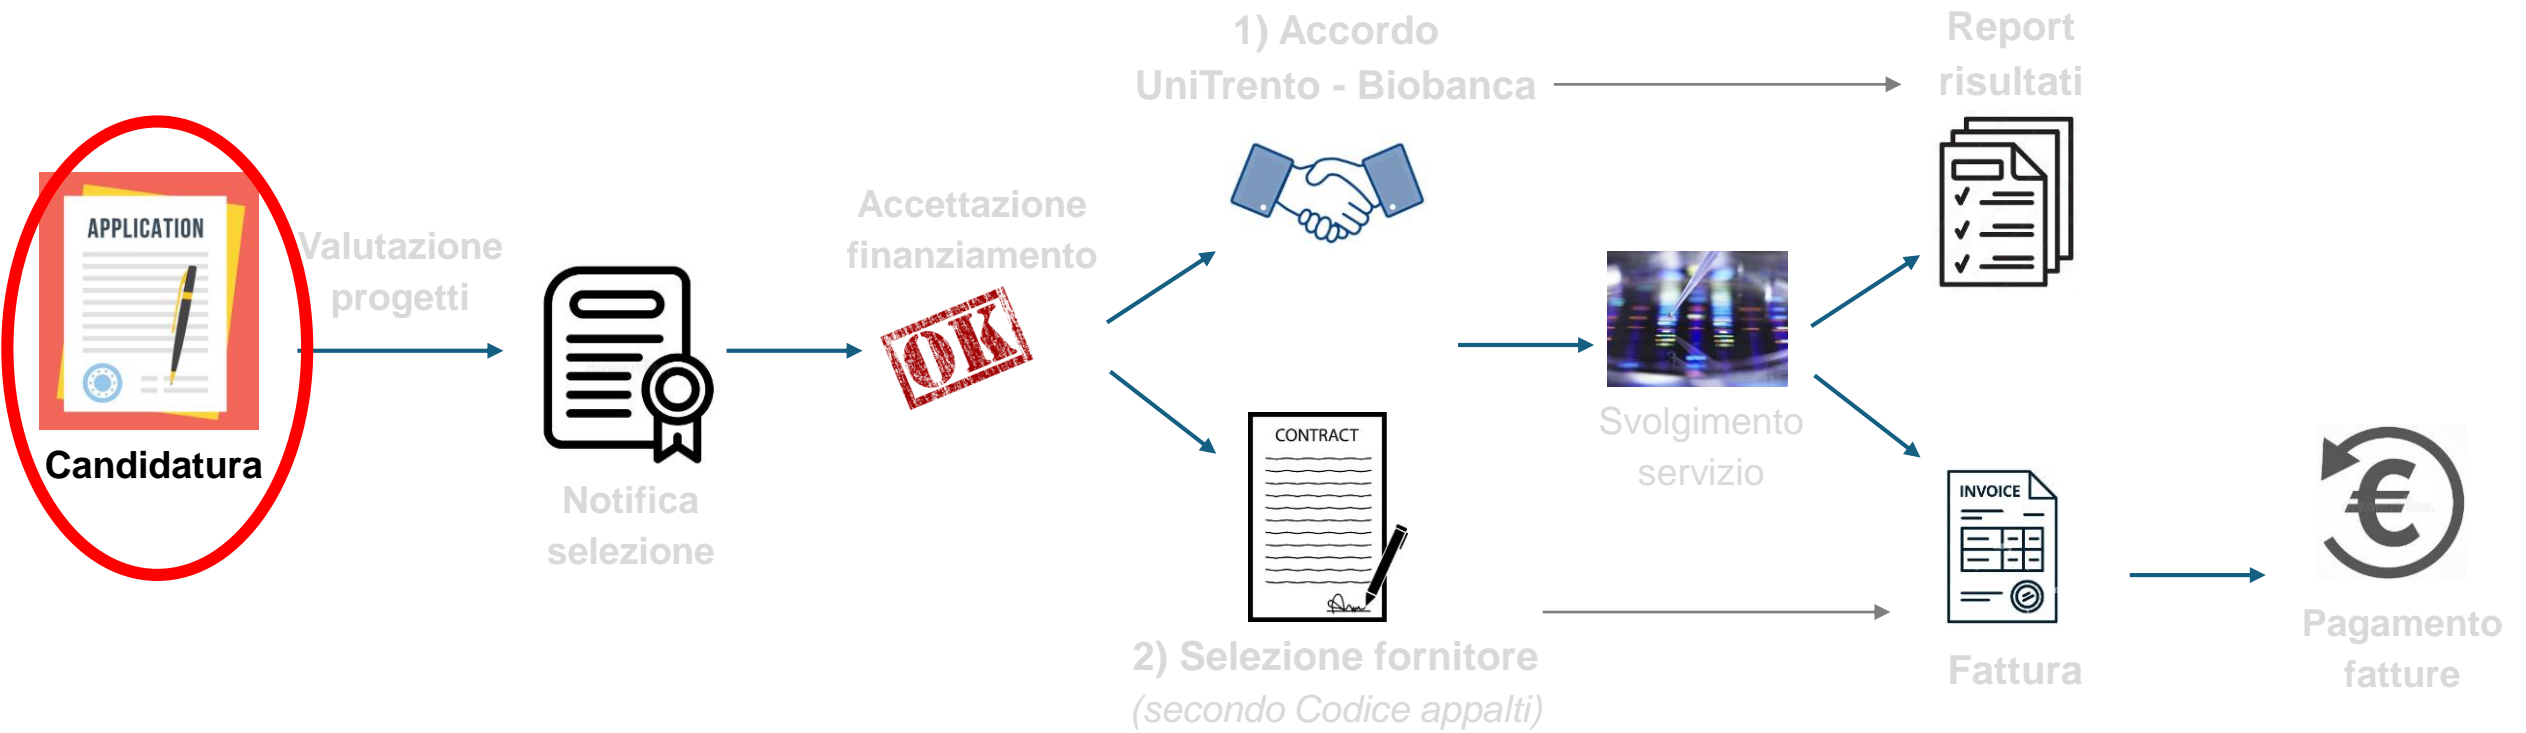 APPLICATION
Candidatura
Valutazione
progetti
Notifica
selezione
Accettazione
finanziamento
OK
1) Accordo
UniTrento - Biobanca
CONTRACT
2) Selezione fornitore
(secondo Codice appalti)
Svolgimento
servizio
Report
risultati
INVOICE
Fattura
Pagamento
fatture